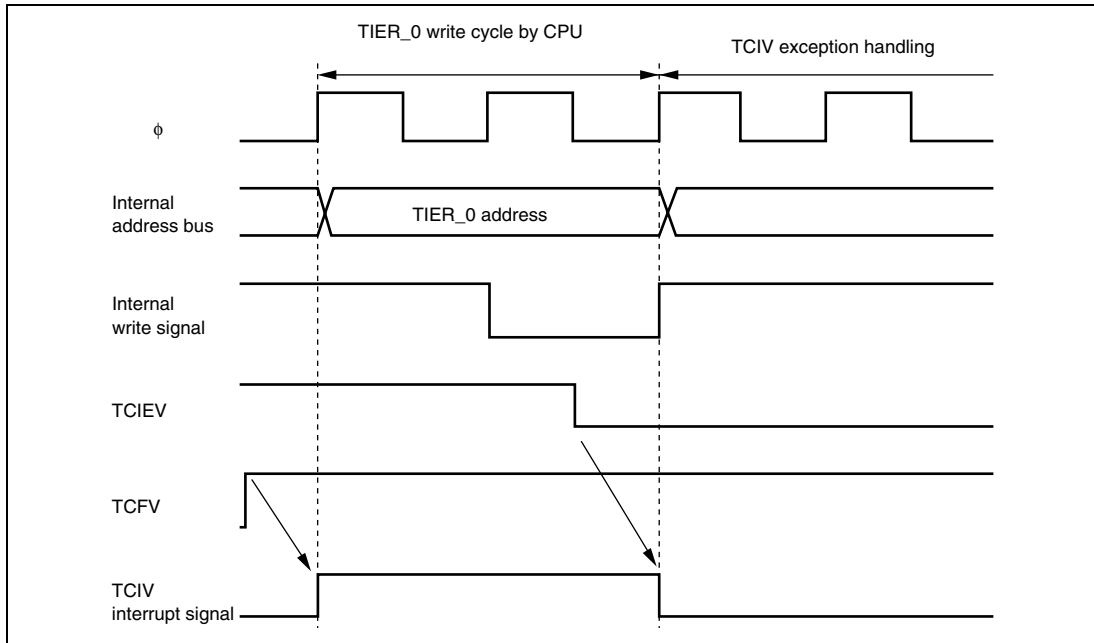 TIER_0 write cycle by CPU
TCIV exception handling
ϕ
Internal
address bus
TIER_0 address
Internal
write signal
TCIEV
TCFV
TCIV
interrupt signal